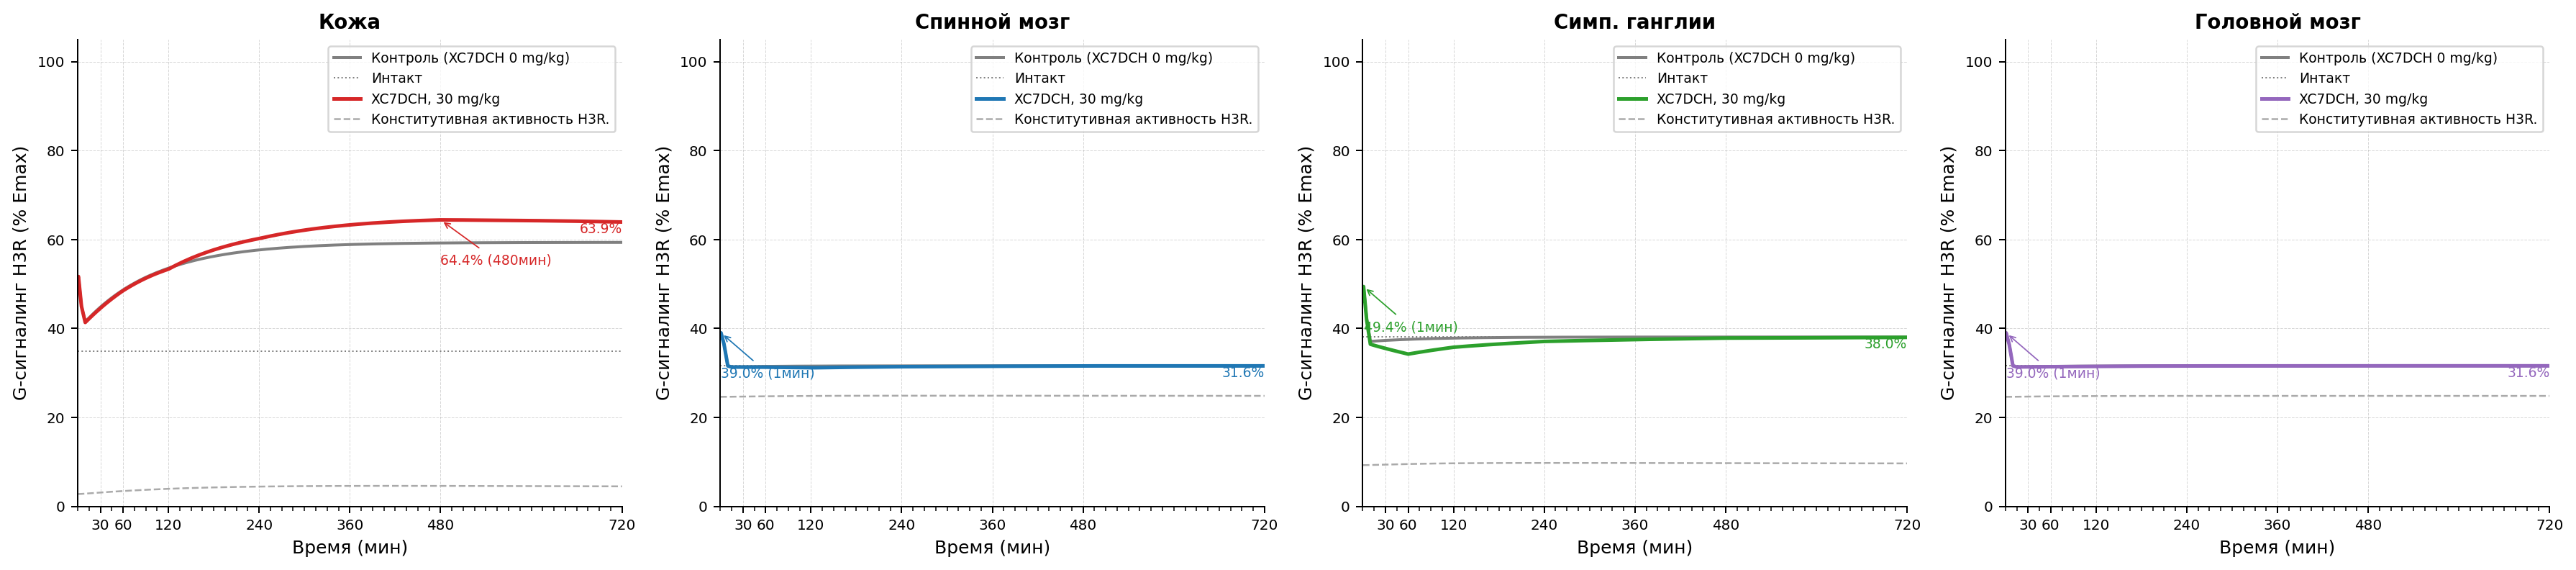 Кожа
G-сигналинг H3R (% Emax)
100
80
60
40
20
0
Контроль (XC7DCH 0 mg/kg)
Интакт
XC7DCH, 30 mg/kg
Конститутивная активность H3R.
63.9%
64.4% (480мин)
30 60 120 240 360 480 720
Время (мин)
Спинной мозг
G-сигналинг H3R (% Emax)
100
80
60
40
20
0
Контроль (XC7DCH 0 mg/kg)
Интакт
XC7DCH, 30 mg/kg
Конститутивная активность H3R.
39.0% (1мин)
31.6%
30 60 120 240 360 480 720
Время (мин)
Симп. ганглии
G-сигналинг H3R (% Emax)
100
80
60
40
20
0
Контроль (XC7DCH 0 mg/kg)
Интакт
XC7DCH, 30 mg/kg
Конститутивная активность H3R.
49.4% (1мин)
38.0%
30 60 120 240 360 480 720
Время (мин)
Головной мозг
G-сигналинг H3R (% Emax)
100
80
60
40
20
0
Контроль (XC7DCH 0 mg/kg)
Интакт
XC7DCH, 30 mg/kg
Конститутивная активность H3R.
39.0% (1мин)
31.6%
30 60 120 240 360 480 720
Время (мин)